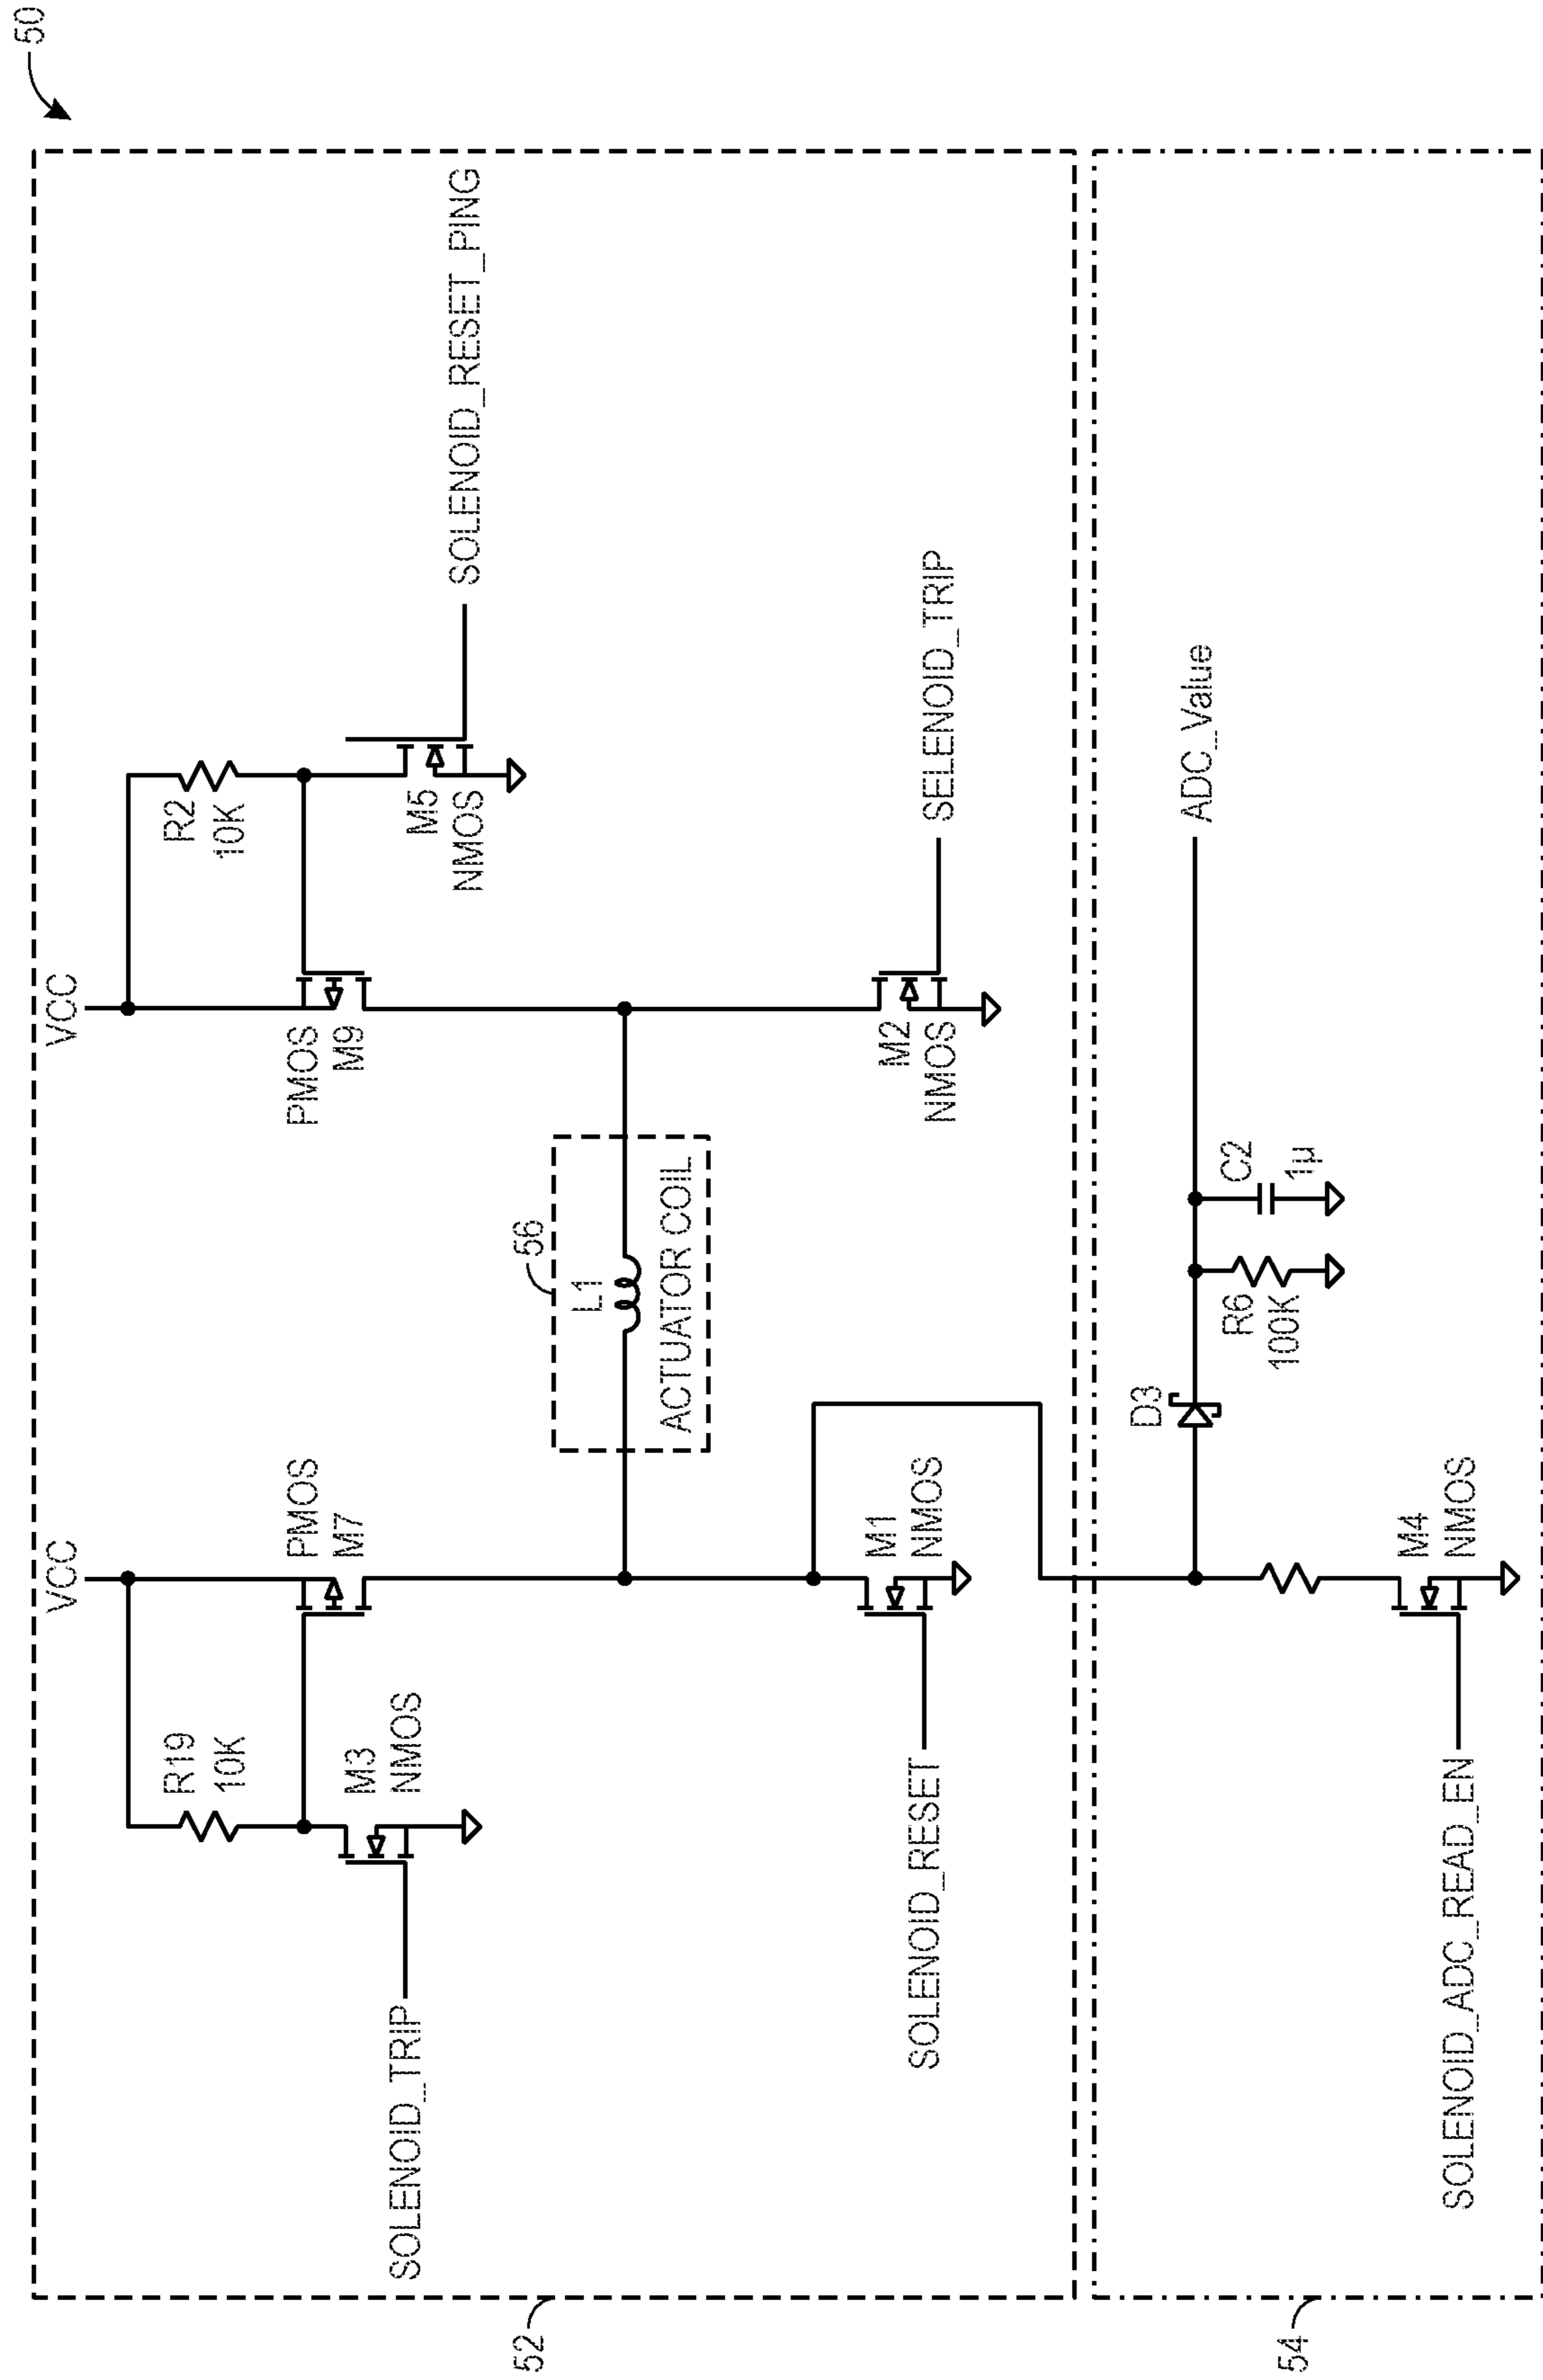 50
VCC
VCC
R19
10K
R2
10K
PMOS
M7
PMOS
M9
M3
NMOS
M5
NMOS
SOLENOID_TRIP
SOLENOID_RESET_PING
56
L1
ACTUATOR COIL
52
M1
NMOS
M2
NMOS
SOLENOID_RESET
SELENOID_TRIP
D3
ADC_Value
R6
100K
C2
1µ
M4
NMOS
SOLENOID_ADC_READ_EN
54